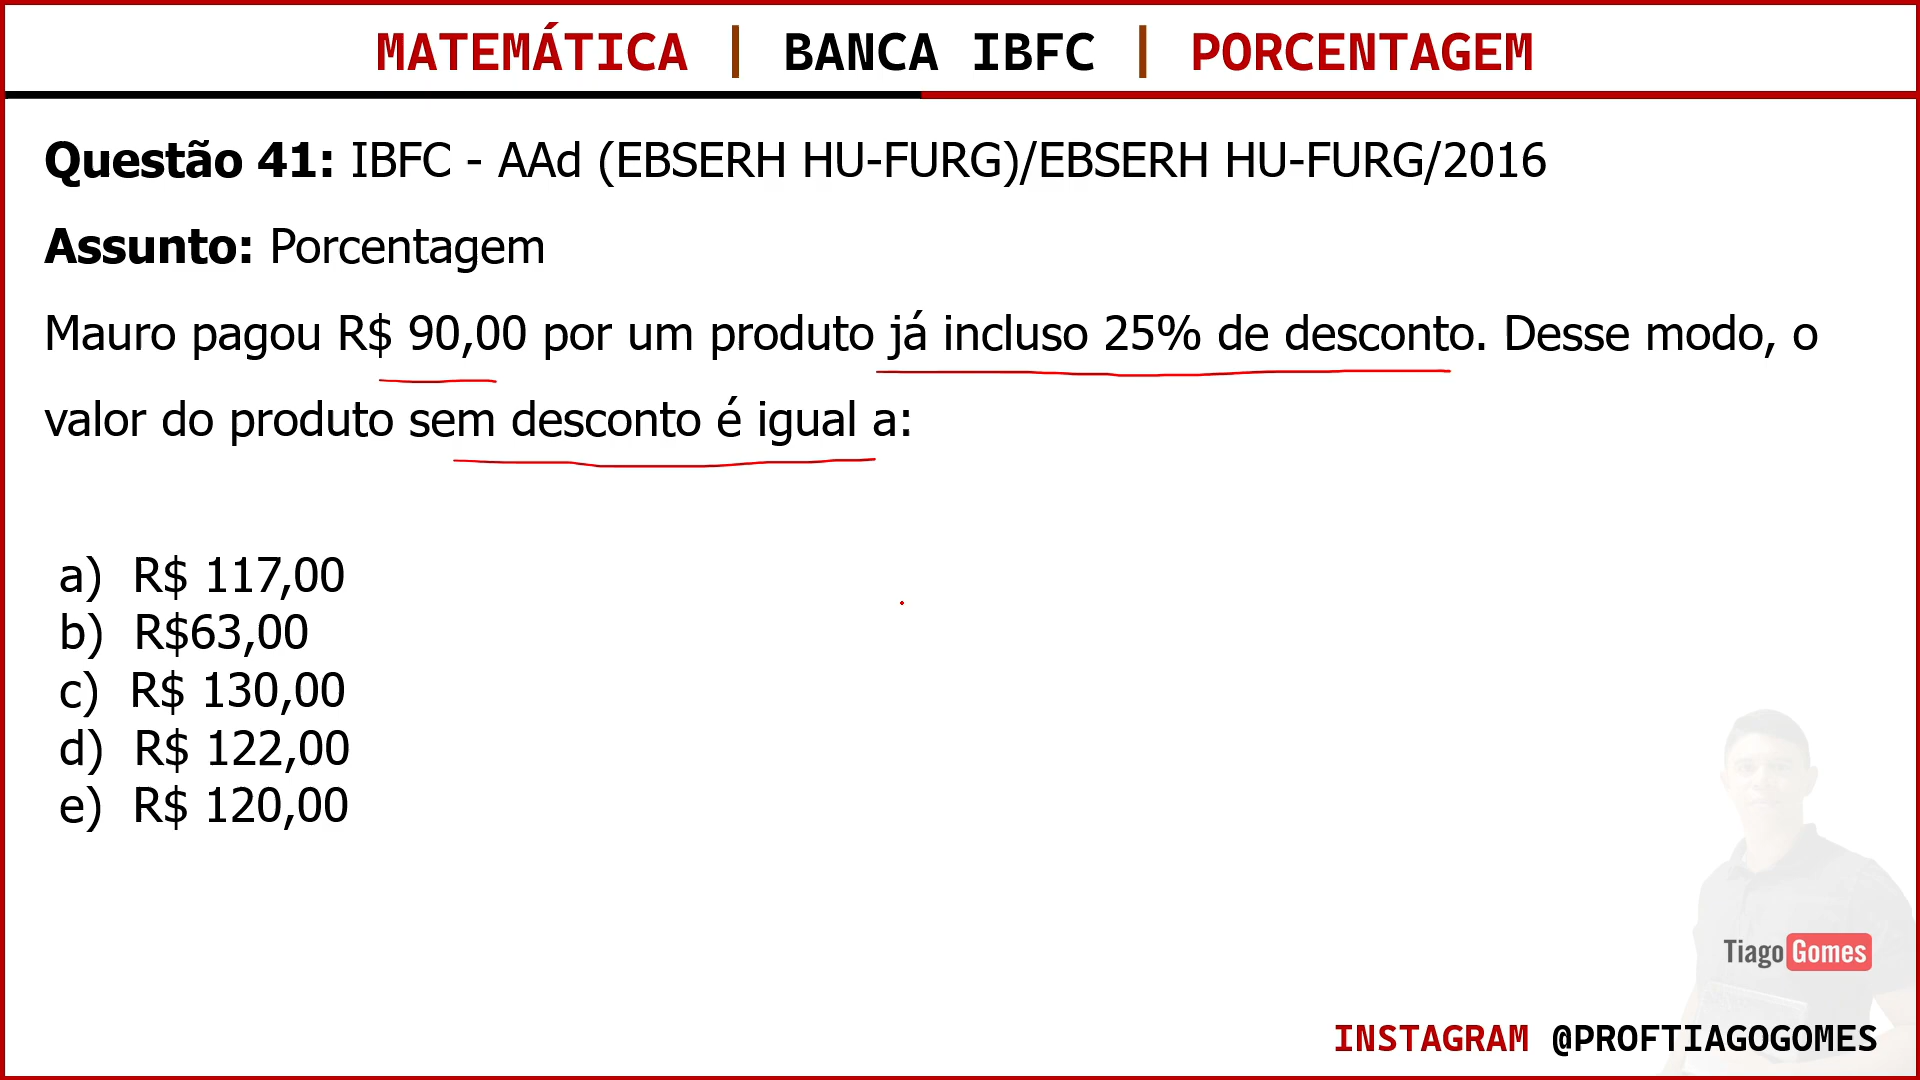 MATEMÁTICA | BANCA IBFC | PORCENTAGEM
Questão 41: IBFC - AAd (EBSERH HU-FURG)/EBSERH HU-FURG/2016
Assunto: Porcentagem
Mauro pagou R$ 90,00 por um produto já incluso 25% de desconto. Desse modo, o
valor do produto sem desconto é igual a:
a) R$ 117,00
b) R$63,00
c) R$ 130,00
d) R$ 122,00
e) R$ 120,00
Tiago Gomes
INSTAGRAM @PROFTIAGOGOMES